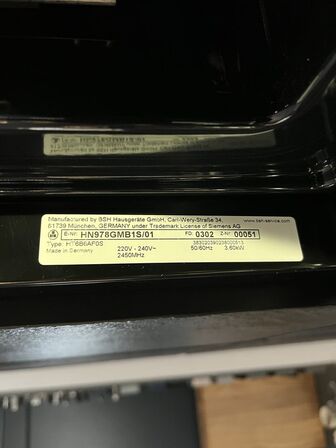 Manufactured by BSH Hausgeräte GmbH, Carl-Wery-Straße 34,
81739 München, GERMANY under Trademark License of Siemens AG
www.bsh-service.com
E-Nr. HN978GMB1S/01 FD. 0302 Z-Nr. 00051
Type: HT6B6AF0S 220V - 240V~ 50/60Hz 3.60kW
Made in Germany 2450MHz